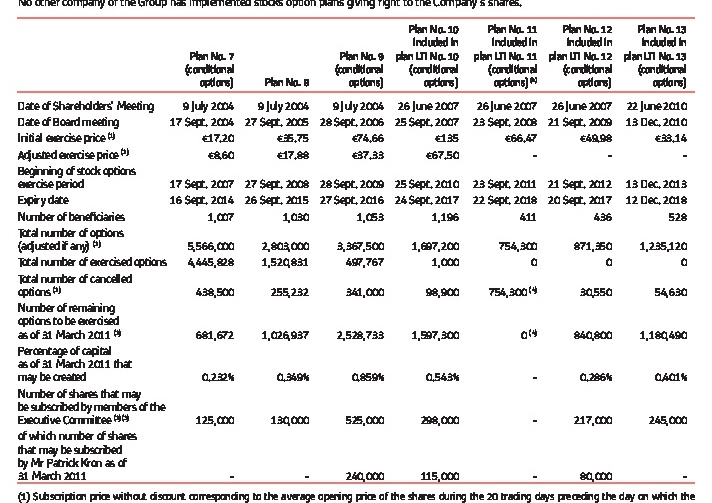 No other company of the Group has implemented stocks option plans giving right to the Company's shares.
Plan No. 7 (conditional options) Plan No. 8 Plan No. 9 (conditional options) Plan No. 10 included in plan LTI No. 10 (conditional options) Plan No. 11 included in plan LTI No. 11 (conditional options) (4) Plan No. 12 included in plan LTI No. 12 (conditional options) Plan No. 13 included in plan LTI No. 13 (conditional options)
Date of Shareholders' Meeting 9 July 2004 9 July 2004 9 July 2004 26 June 2007 26 June 2007 26 June 2007 22 June 2010
Date of Board meeting 17 Sept. 2004 27 Sept. 2005 28 Sept. 2006 25 Sept. 2007 23 Sept. 2008 21 Sept. 2009 13 Dec. 2010
Initial exercise price (1) €17,20 €35,75 €74,66 €135 €66,47 €49,98 €33,14
Adjusted exercise price (2) €8,60 €17,88 €37,33 €67,50 - - -
Beginning of stock options
exercise period 17 Sept. 2007 27 Sept. 2008 28 Sept. 2009 25 Sept. 2010 23 Sept. 2011 21 Sept. 2012 13 Dec. 2013
Expiry date 16 Sept. 2014 26 Sept. 2015 27 Sept. 2016 24 Sept. 2017 22 Sept. 2018 20 Sept. 2017 12 Dec. 2018
Number of beneficiaries 1,007 1,030 1,053 1,196 411 436 528
Total number of options
(adjusted if any) (3) 5,566,000 2,803,000 3,367,500 1,697,200 754,300 871,350 1,235,120
Total number of exercised options 4,445,828 1,520,831 497,767 1,000 0 0 0
Total number of cancelled
options (3) 438,500 255,232 341,000 98,900 754,300 (4) 30,550 54,630
Number of remaining
options to be exercised
as of 31 March 2011 (3) 681,672 1,026,937 2,528,733 1,597,300 0 (4) 840,800 1,180,490
Percentage of capital
as of 31 March 2011 that
may be created 0,232% 0,349% 0,859% 0,543% - 0,286% 0,401%
Number of shares that may
be subscribed by members of the
Executive Committee 125,000 130,000 525,000 298,000 - 217,000 245,000
of which number of shares
that may be subscribed
by Mr Patrick Kron as of
31 March 2011 - - 240,000 115,000 - 80,000 -
(1) Subscription price without discount corresponding to the average opening price of the shares during the 20 trading days preceding the day on which the